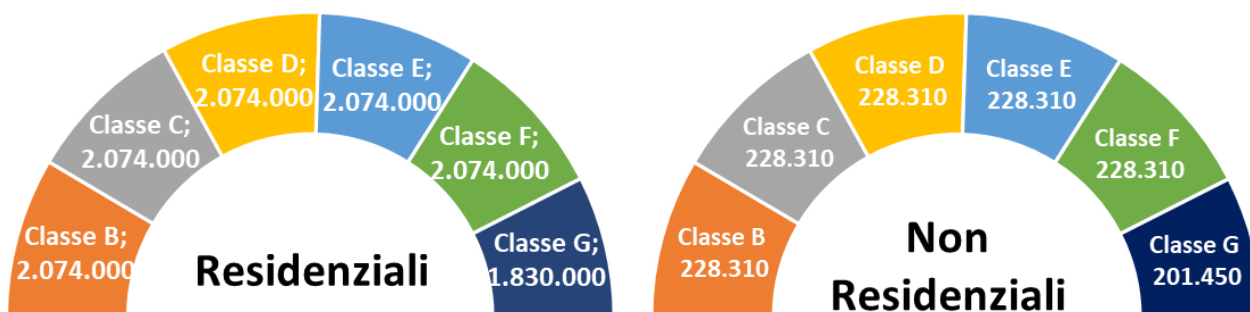 Classe B;
2.074.000
Classe C;
2.074.000
Classe D;
2.074.000
Classe E;
2.074.000
Classe F;
2.074.000
Classe G;
1.830.000
Residenziali
Classe B
228.310
Classe C
228.310
Classe D
228.310
Classe E
228.310
Classe F
228.310
Classe G
201.450
Non
Residenziali